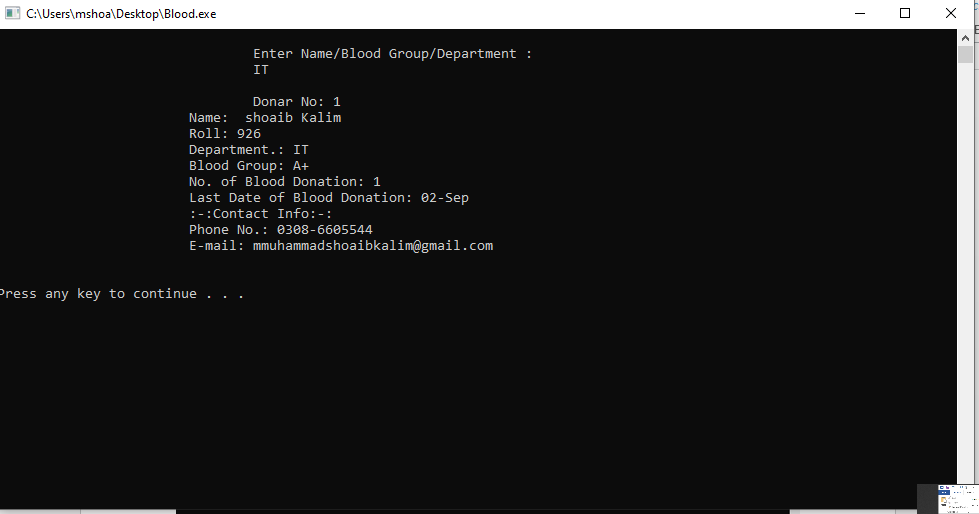 C:\Users\mshoa\Desktop\Blood.exe
Enter Name/Blood Group/Department :
IT
Donar No: 1
Name:  shoaib Kalim
Roll: 926
Department.: IT
Blood Group: A+
No. of Blood Donation: 1
Last Date of Blood Donation: 02-Sep
:-:Contact Info:-:
Phone No.: 0308-6605544
E-mail: mmuhammadshoaibkalim@gmail.com
Press any key to continue . . .